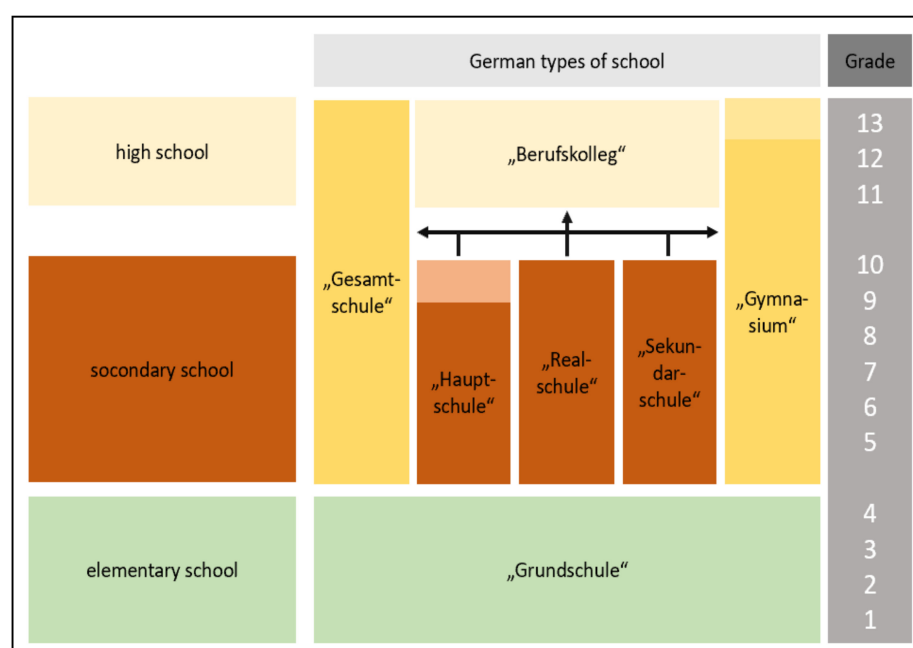 German types of school
Grade
high school
„Berufskolleg“
13
12
11
„Gesamt-
schule“
„Haupt-
schule“
„Real-
schule“
„Sekun-
dar-
schule“
„Gymna-
sium“
socondary school
10
9
8
7
6
5
elementary school
„Grundschule“
4
3
2
1